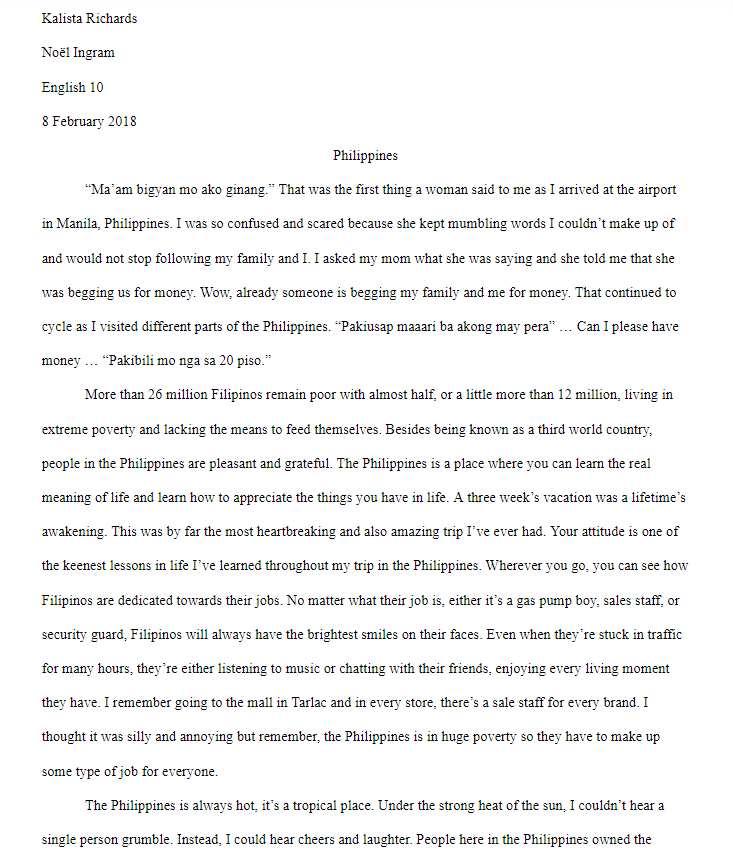 Kalista Richards
Noël Ingram
English 10
8 February 2018
Philippines
“Ma’am bigyan mo ako ginang.” That was the first thing a woman said to me as I arrived at the airport
in Manila, Philippines. I was so confused and scared because she kept mumbling words I couldn’t make up of
and would not stop following my family and I. I asked my mom what she was saying and she told me that she
was begging us for money. Wow, already someone is begging my family and me for money. That continued to
cycle as I visited different parts of the Philippines. “Pakiusap maaari ba akong may pera” … Can I please have
money … “Pakibili mo nga sa 20 piso.”
More than 26 million Filipinos remain poor with almost half, or a little more than 12 million, living in
extreme poverty and lacking the means to feed themselves. Besides being known as a third world country,
people in the Philippines are pleasant and grateful. The Philippines is a place where you can learn the real
meaning of life and learn how to appreciate the things you have in life. A three week’s vacation was a lifetime’s
awakening. This was by far the most heartbreaking and also amazing trip I’ve ever had. Your attitude is one of
the keenest lessons in life I’ve learned throughout my trip in the Philippines. Wherever you go, you can see how
Filipinos are dedicated towards their jobs. No matter what their job is, either it’s a gas pump boy, sales staff, or
security guard, Filipinos will always have the brightest smiles on their faces. Even when they’re stuck in traffic
for many hours, they’re either listening to music or chatting with their friends, enjoying every living moment
they have. I remember going to the mall in Tarlac and in every store, there’s a sale staff for every brand. I
thought it was silly and annoying but remember, the Philippines is in huge poverty so they have to make up
some type of job for everyone.
The Philippines is always hot, it’s a tropical place. Under the strong heat of the sun, I couldn’t hear a
single person grumble. Instead, I could hear cheers and laughter. People here in the Philippines owned the